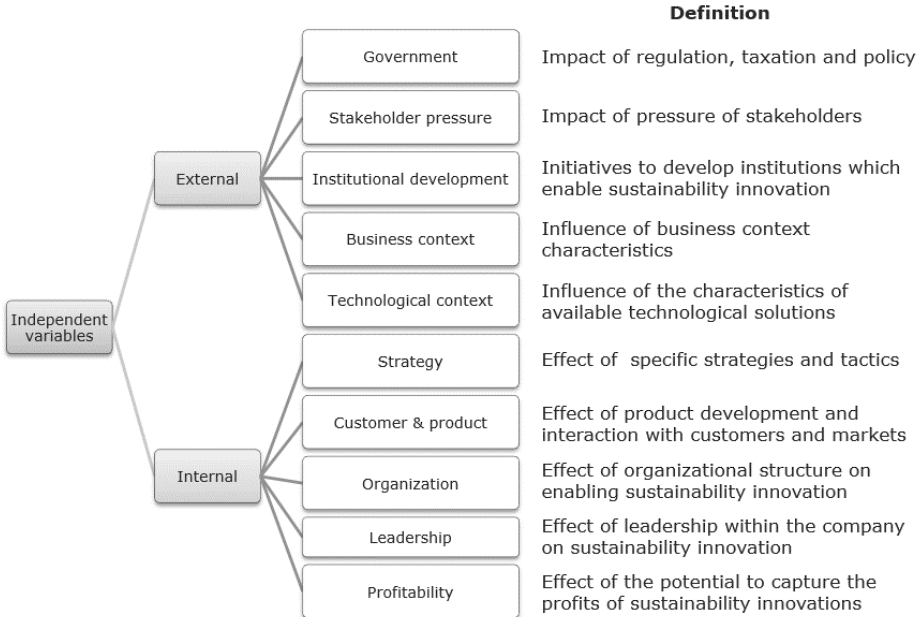 Definition
Government
Impact of regulation, taxation and policy
Stakeholder pressure
Impact of pressure of stakeholders
External
Institutional development
Initiatives to develop institutions which
enable sustainability innovation
Business context
Influence of business context
characteristics
Technological context
Influence of the characteristics of
available technological solutions
Independent
variables
Strategy
Effect of  specific strategies and tactics
Customer & product
Effect of product development and
interaction with customers and markets
Internal
Organization
Effect of organizational structure on
enabling sustainability innovation
Leadership
Effect of leadership within the company
on sustainability innovation
Profitability
Effect of the potential to capture the
profits of sustainability innovations